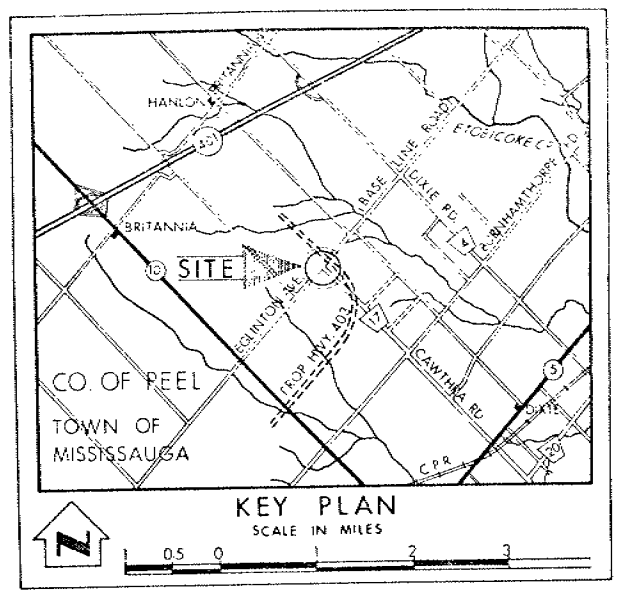 BRITANNIA
HANLON
401
ETOBICOKE CR
BASE LINE ROAD
DIXIE RD.
4
BURNHAMTHORPE RD
BRITANNIA
10
SITE
EGLINTON AVE
CROP HWY. 403
17
CAWTHRA RD
5
DIXIE
20
C P R
CO. OF PEEL
TOWN OF
MISSISSAUGA
KEY PLAN
SCALE IN MILES
N
1 0.5 0 1 2 3